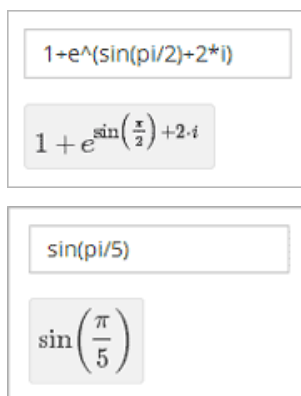 1+e^(sin(pi/2)+2*i)
1 + e^{sin(π/2)+2·i}
sin(pi/5)
sin(π/5)